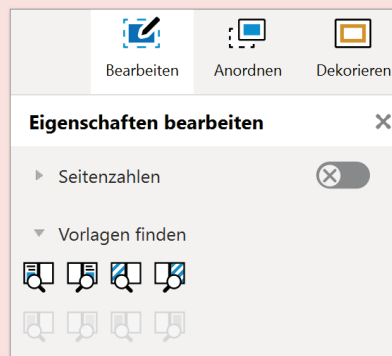 Bearbeiten Anordnen Dekorieren
Eigenschaften bearbeiten
Seitenzahlen
Vorlagen finden